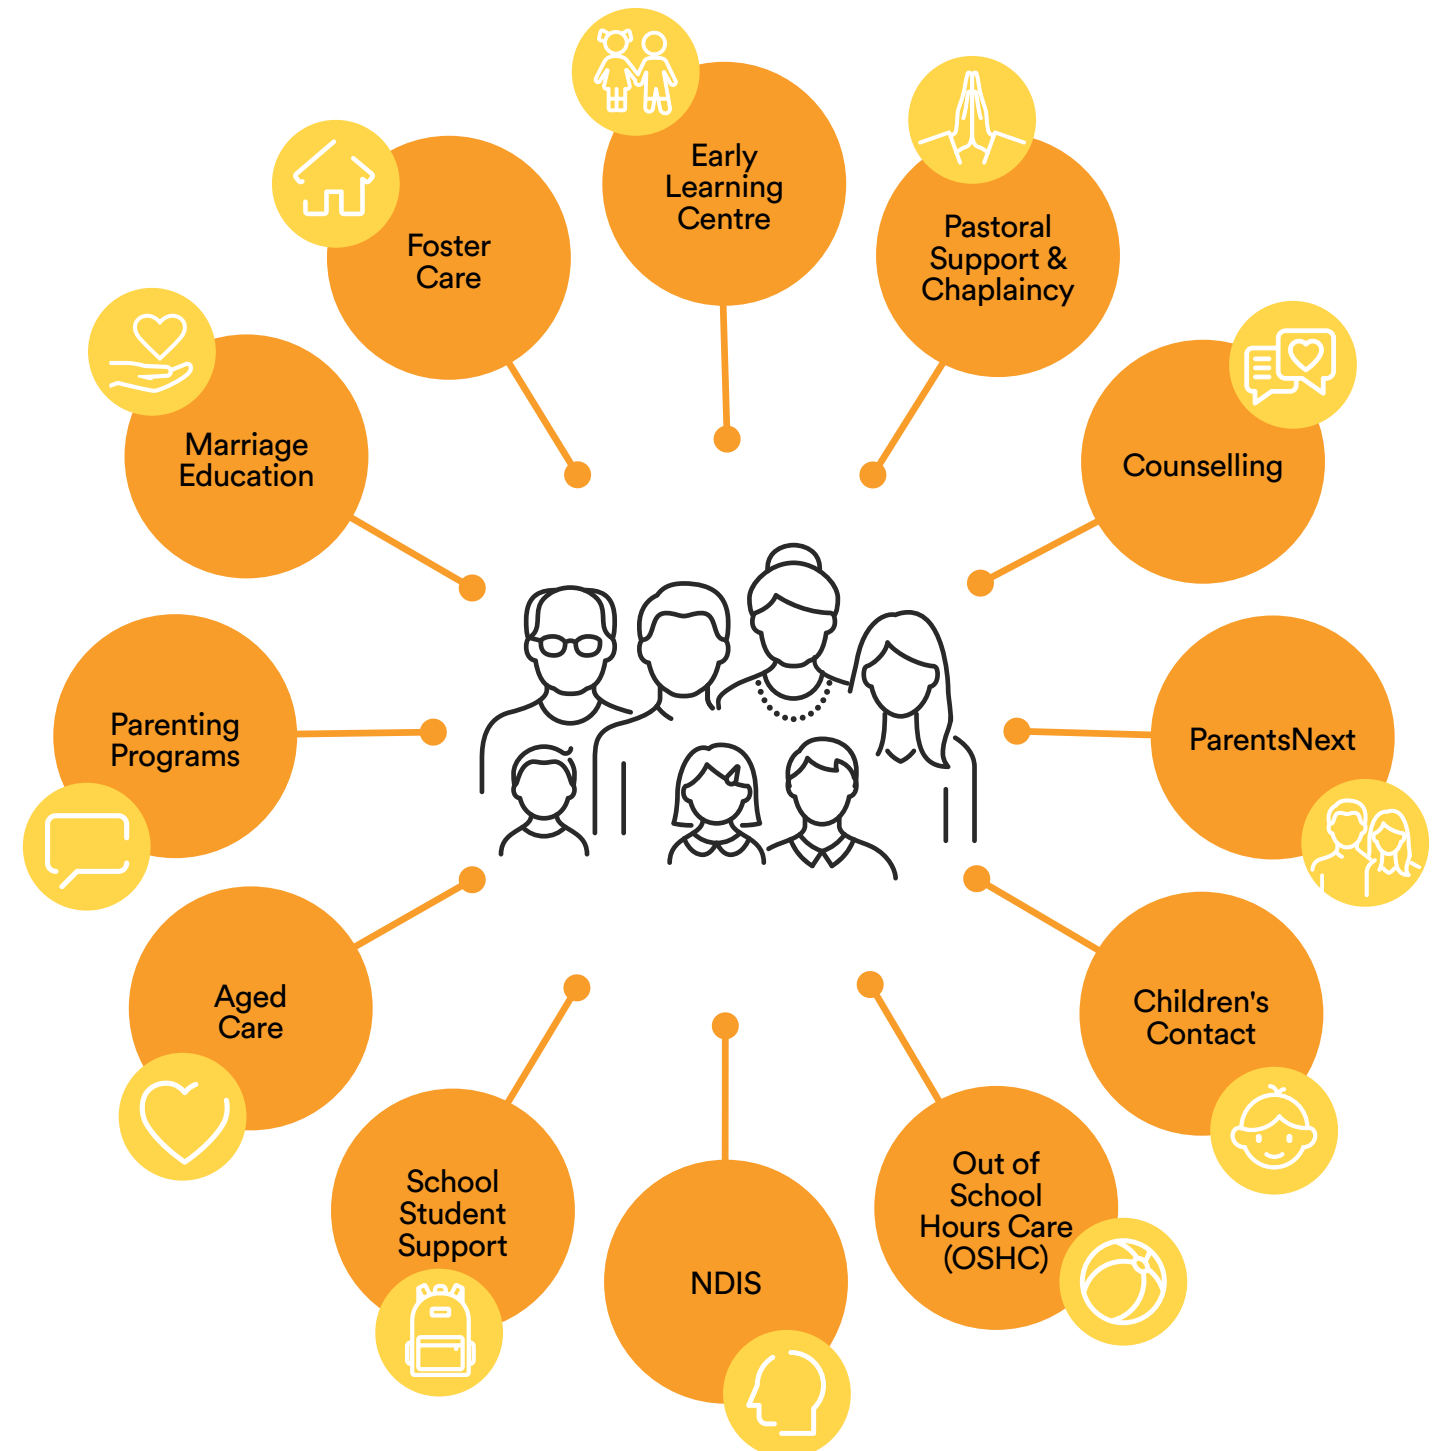 Early
Learning
Centre
Pastoral
Support &
Chaplaincy
Counselling
ParentsNext
Children's
Contact
Out of
School
Hours Care
(OSHC)
NDIS
School
Student
Support
Aged
Care
Parenting
Programs
Marriage
Education
Foster
Care